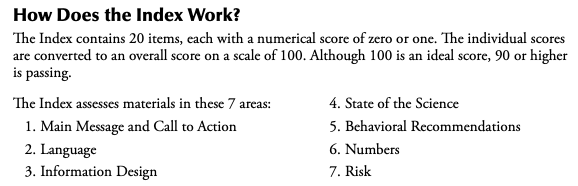 How Does the Index Work?
The Index contains 20 items, each with a numerical score of zero or one. The individual scores
are converted to an overall score on a scale of 100. Although 100 is an ideal score, 90 or higher
is passing.
The Index assesses materials in these 7 areas:
1. Main Message and Call to Action
2. Language
3. Information Design
4. State of the Science
5. Behavioral Recommendations
6. Numbers
7. Risk